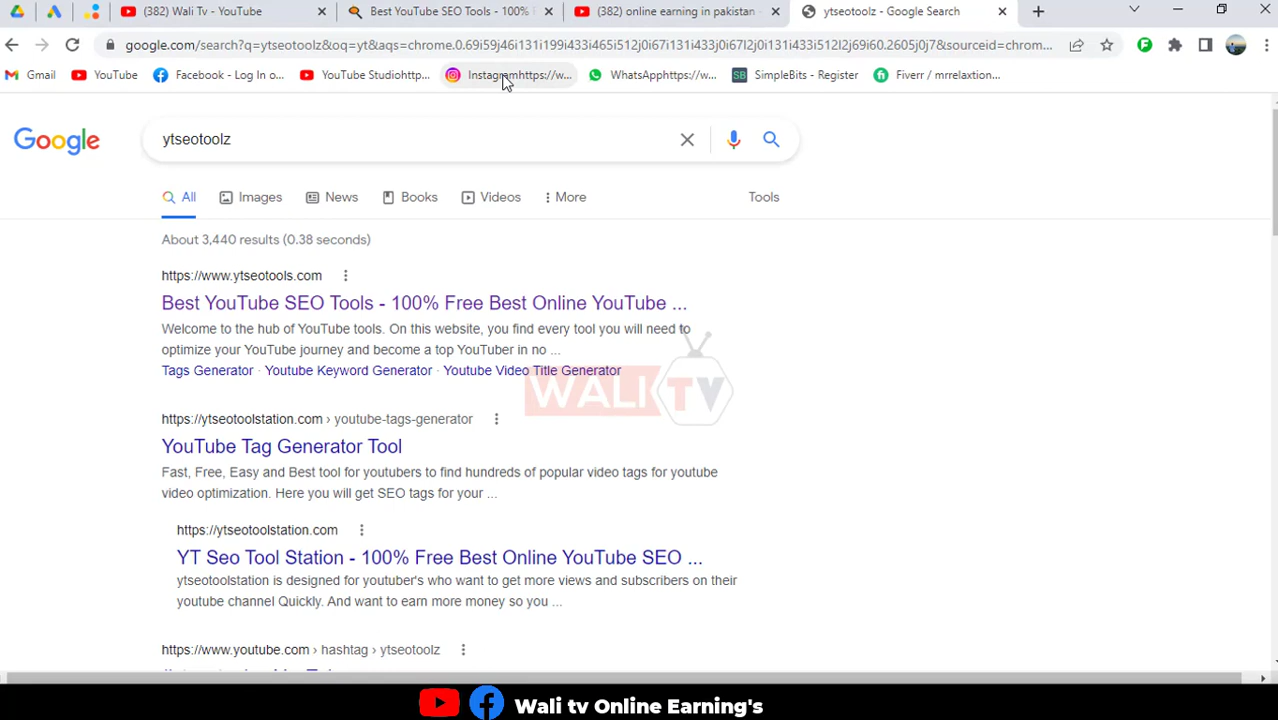 (382) Wali Tv - YouTube
Best YouTube SEO Tools - 100% F
(382) online earning in pakistan -
ytseotoolz - Google Search
google.com/search?q=ytseotoolz&oq=yt&aqs=chrome.0.69i59j46i131i199i433i465i512j0i67i131i433j0i67l2j0i69i60.2605j0j7&sourceid=chrom...
Gmail
YouTube
Facebook - Log In o...
YouTube Studiohttp...
Instagramhttps://w...
WhatsApphttps://w...
SB
SimpleBits - Register
fi
Fiverr / mrrelaxtion...
Google
ytseotoolz
All
Images
News
Books
Videos
More
Tools
About 3,440 results (0.38 seconds)
https://www.ytseotools.com
Best YouTube SEO Tools - 100% Free Best Online YouTube ...
Welcome to the hub of YouTube tools. On this website, you find every tool you will need to
optimize your YouTube journey and become a top YouTuber in no ...
Tags Generator · Youtube Keyword Generator · Youtube Video Title Generator
WALI TV
https://ytseotoolstation.com › youtube-tags-generator
YouTube Tag Generator Tool
Fast, Free, Easy and Best tool for youtubers to find hundreds of popular video tags for youtube
video optimization. Here you will get SEO tags for your ...
https://ytseotoolstation.com
YT Seo Tool Station - 100% Free Best Online YouTube SEO ...
ytseotoolstation is designed for youtuber's who want to get more views and subscribers on their
youtube channel Quickly. And want to earn more money so you ...
https://www.youtube.com › hashtag › ytseotoolz
Wali tv Online Earning's